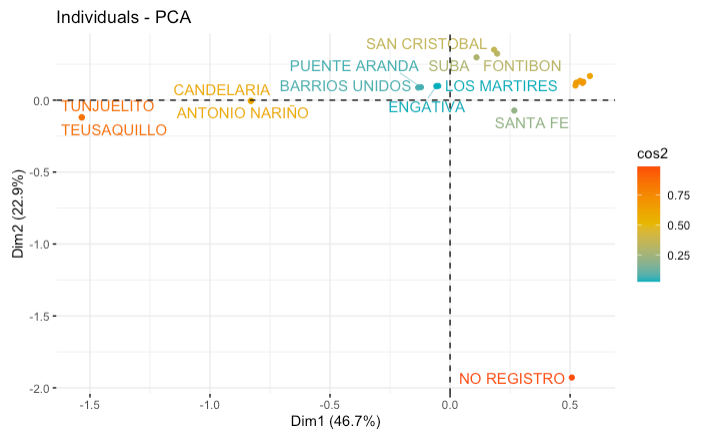 Individuals - PCA
SAN CRISTOBAL
PUENTE ARANDA
SUBA
FONTIBON
CANDELARIA
BARRIOS UNIDOS
LOS MARTIRES
TUNJUELITO
ENGATIVA
ANTONIO NARIÑO
TEUSAQUILLO
SANTA FE
NO REGISTRO
0.0
-0.5
-1.0
-1.5
-2.0
Dim2 (22.9%)
-1.5
-1.0
-0.5
0.0
0.5
Dim1 (46.7%)
cos2
0.75
0.50
0.25